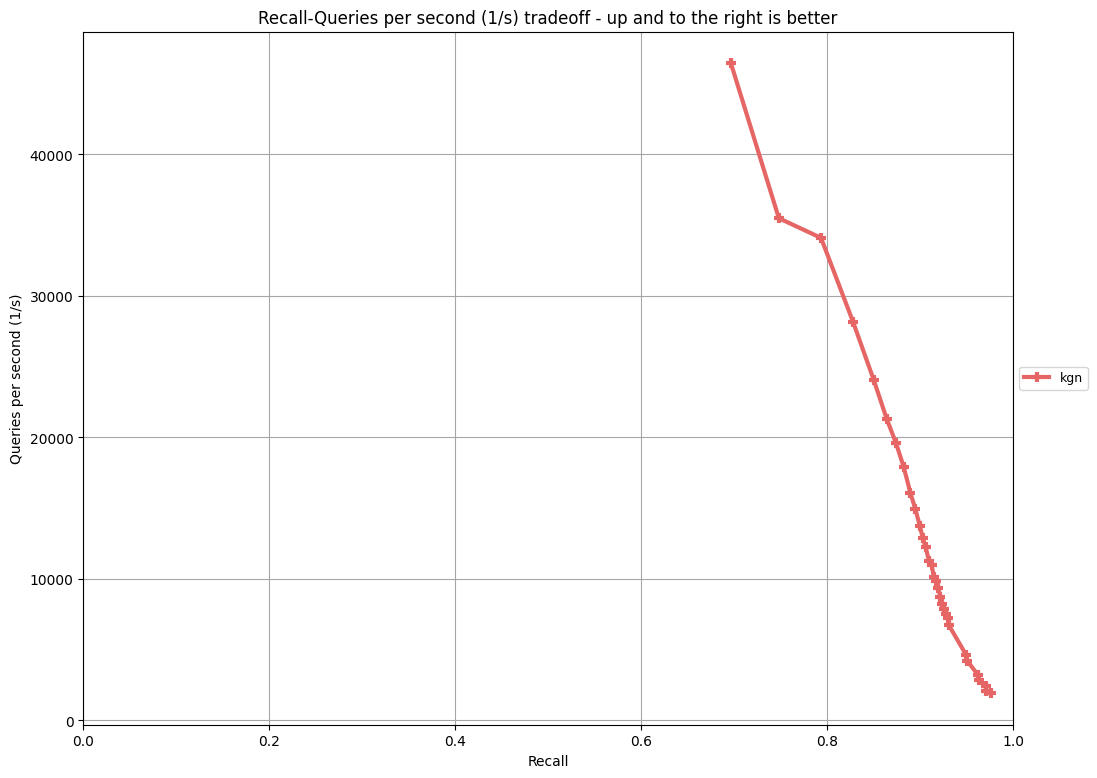 Recall-Queries per second (1/s) tradeoff - up and to the right is better
40000
30000
20000
10000
0
Queries per second (1/s)
0.0 0.2 0.4 0.6 0.8 1.0
Recall
kgn